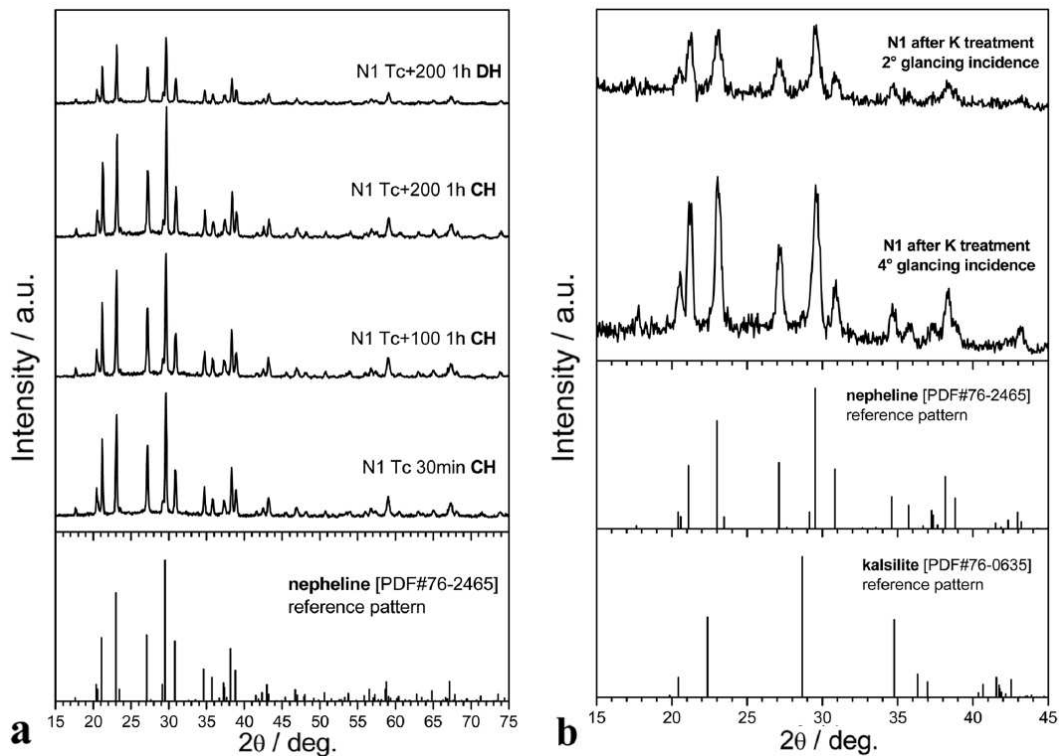 N1 Tc+200 1h DH
N1 Tc+200 1h CH
N1 Tc+100 1h CH
N1 Tc 30min CH
nepheline [PDF#76-2465]
reference pattern
Intensity / a.u.
15 20 25 30 35 40 45 50 55 60 65 70 75
2θ / deg.
a
N1 after K treatment
2° glancing incidence
N1 after K treatment
4° glancing incidence
nepheline [PDF#76-2465]
reference pattern
kalsilite [PDF#76-0635]
reference pattern
Intensity / a.u.
15 20 25 30 35 40 45
2θ / deg.
b